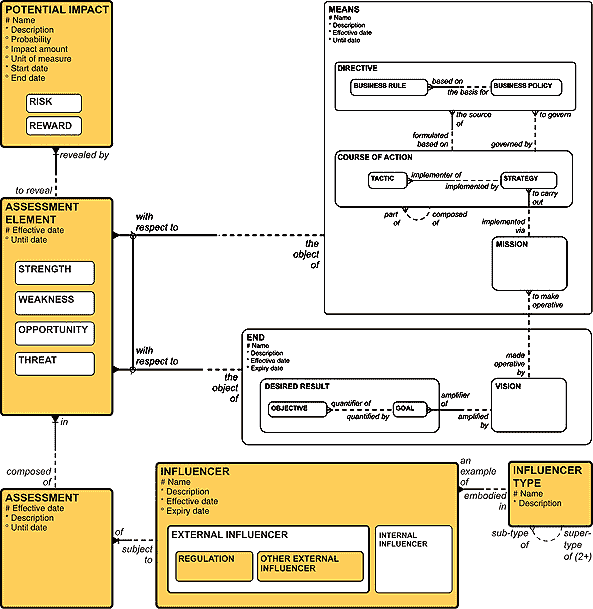 POTENTIAL IMPACT
# Name
* Description
° Probability
° Impact amount
° Unit of measure
* Start date
° End date
RISK
REWARD
revealed by
to reveal
ASSESSMENT
ELEMENT
# Effective date
° Until date
STRENGTH
WEAKNESS
OPPORTUNITY
THREAT
with
respect to
the
object
of
with
respect to
the
object
of
in
composed
of
ASSESSMENT
# Effective date
* Description
° Until date
MEANS
# Name
* Description
* Effective date
° Until date
DIRECTIVE
BUSINESS RULE
based on
the basis for
BUSINESS POLICY
the source
of
to govern
formulated
based on
governed by
COURSE OF ACTION
TACTIC
implementer of
implemented by
STRATEGY
part
of
composed
of
to carry
out
implemented
via
MISSION
to make
operative
made
operative
by
END
# Name
* Description
* Effective date
° Expiry date
DESIRED RESULT
OBJECTIVE
quantifier of
quantified by
GOAL
amplifier
of
amplified
by
VISION
INFLUENCER
# Name
* Description
* Effective date
° Expiry date
EXTERNAL INFLUENCER
REGULATION
OTHER EXTERNAL
INFLUENCER
INTERNAL
INFLUENCER
of
subject
to
an
example
of
embodied
in
INFLUENCER
TYPE
# Name
* Description
sub-type
of
super-
type
of (2+)